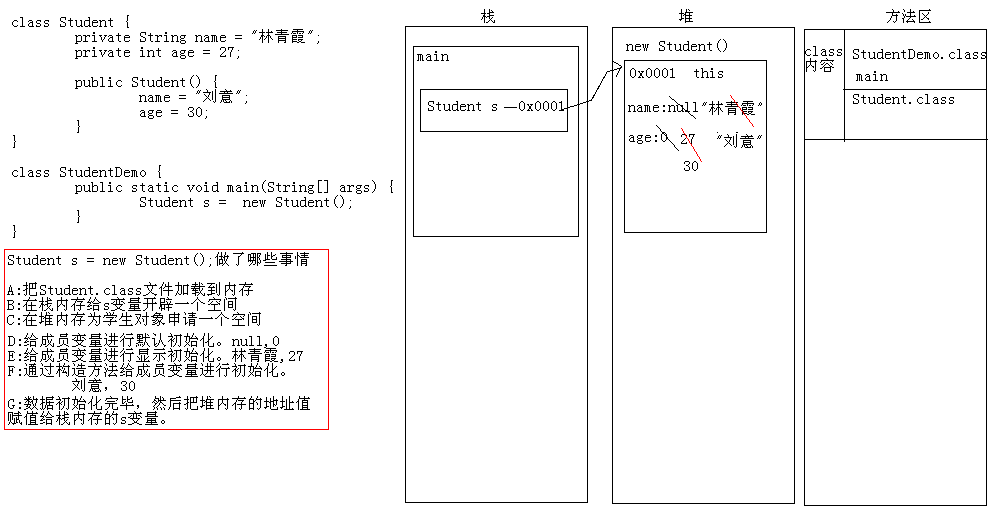 class Student {
private String name = "林青霞";
private int age = 27;
public Student() {
name = "刘意";
age = 30;
}
}
class StudentDemo {
public static void main(String[] args) {
Student s = new Student();
}
}
Student s = new Student();做了哪些事情
A:把Student.class文件加载到内存
B:在栈内存给s变量开辟一个空间
C:在堆内存为学生对象申请一个空间
D:给成员变量进行默认初始化。null,0
E:给成员变量进行显示初始化。林青霞,27
F:通过构造方法给成员变量进行初始化。
刘意，30
G:数据初始化完毕，然后把堆内存的地址值
赋值给栈内存的s变量。
栈
main
Student s —0x0001
堆
new Student()
0x0001 this
name:null"林青霞"
age:0 27 "刘意"
30
方法区
class
内容
StudentDemo.class
main
Student.class